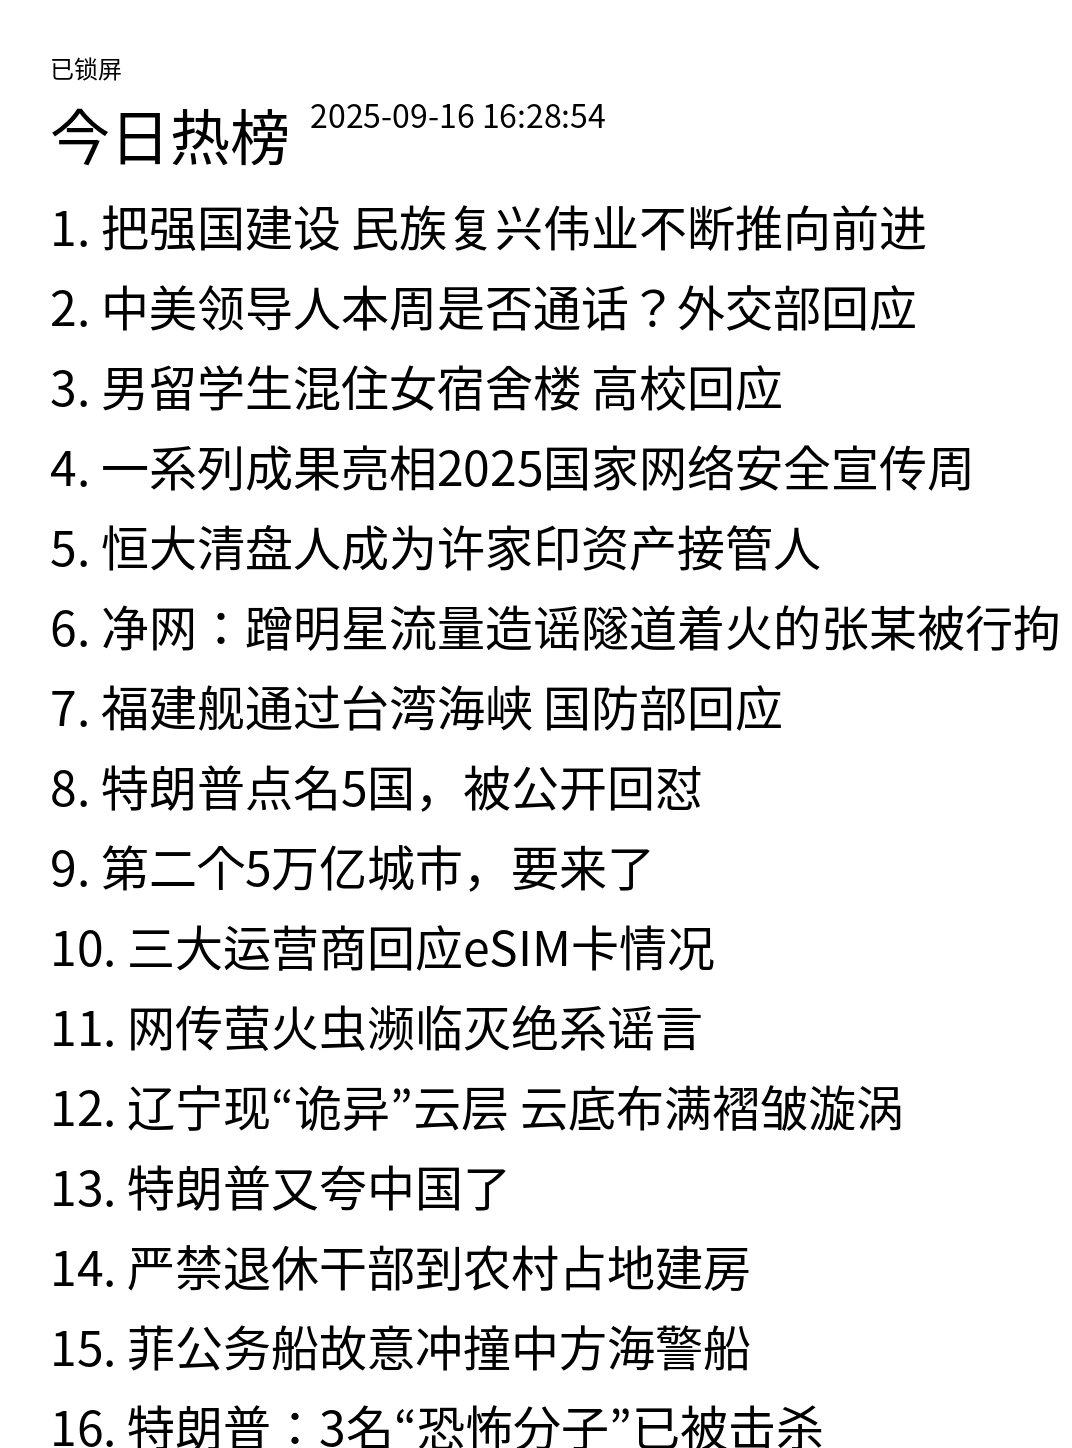 已锁屏
今日热榜 2025-09-16 16:28:54
1. 把强国建设 民族复兴伟业不断推向前进
2. 中美领导人本周是否通话？外交部回应
3. 男留学生混住女宿舍楼 高校回应
4. 一系列成果亮相2025国家网络安全宣传周
5. 恒大清盘人成为许家印资产接管人
6. 净网：蹭明星流量造谣隧道着火的张某被行拘
7. 福建舰通过台湾海峡 国防部回应
8. 特朗普点名5国，被公开回怼
9. 第二个5万亿城市，要来了
10. 三大运营商回应eSIM卡情况
11. 网传萤火虫濒临灭绝系谣言
12. 辽宁现“诡异”云层 云底布满褶皱漩涡
13. 特朗普又夸中国了
14. 严禁退休干部到农村占地建房
15. 菲公务船故意冲撞中方海警船
16. 特朗普：3名“恐怖分子”已被击杀